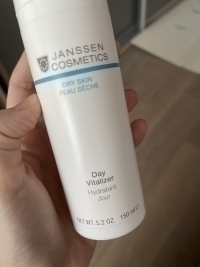 JANSSEN
COSMETICS
DRY SKIN
PEAU SÈCHE
Day
Vitalizer
Hydratant
Jour
NET WT. 5.2 OZ. 150 ml e